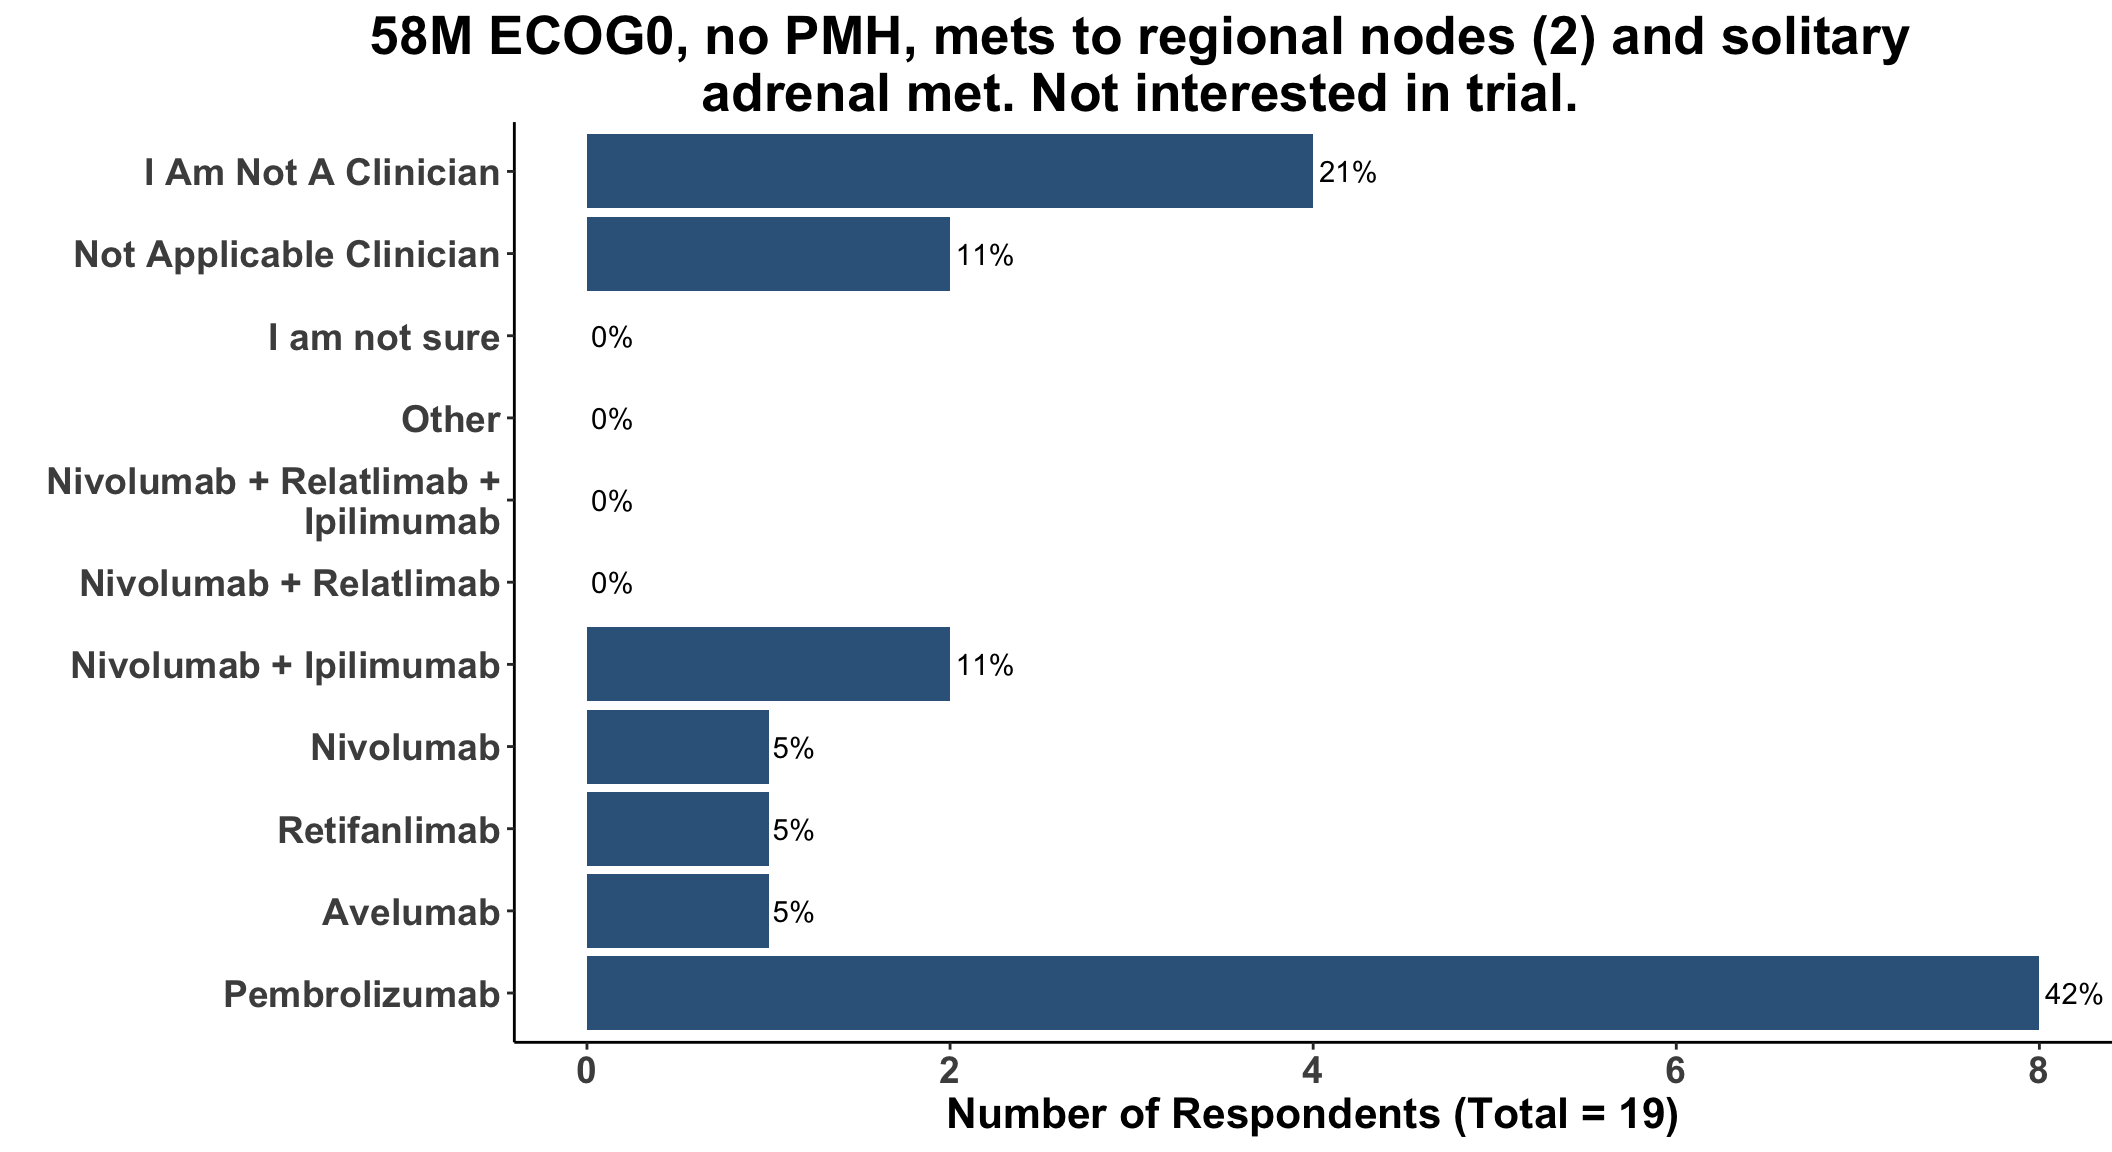 58M ECOG0, no PMH, mets to regional nodes (2) and solitary
adrenal met. Not interested in trial.
I Am Not A Clinician
21%
Not Applicable Clinician
11%
I am not sure
0%
Other
0%
Nivolumab + Relatlimab +
Ipilimumab
0%
Nivolumab + Relatlimab
0%
Nivolumab + Ipilimumab
11%
Nivolumab
5%
Retifanlimab
5%
Avelumab
5%
Pembrolizumab
42%
0 2 4 6 8
Number of Respondents (Total = 19)